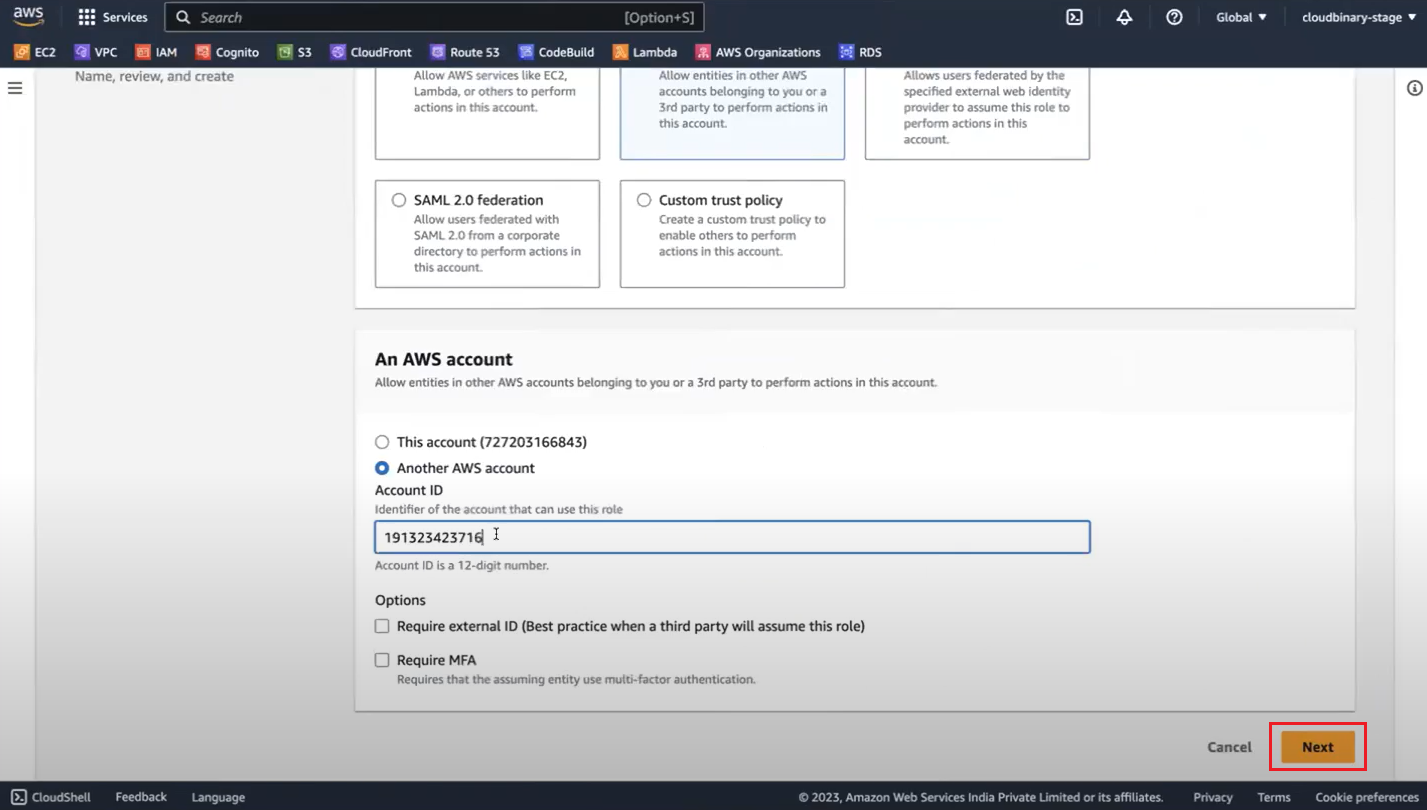 aws
Services
Search
[Option+S]
Global
cloudbinary-stage
EC2
VPC
IAM
Cognito
S3
CloudFront
Route 53
CodeBuild
Lambda
AWS Organizations
RDS
Name, review, and create
Allow AWS services like EC2,
Lambda, or others to perform
actions in this account.
Allow entities in other AWS
accounts belonging to you or a
3rd party to perform actions in
this account.
Allows users federated by the
specified external web identity
provider to assume this role to
perform actions in this
account.
SAML 2.0 federation
Allow users federated with
SAML 2.0 from a corporate
directory to perform actions in
this account.
Custom trust policy
Create a custom trust policy to
enable others to perform
actions in this account.
An AWS account
Allow entities in other AWS accounts belonging to you or a 3rd party to perform actions in this account.
This account (727203166843)
Another AWS account
Account ID
Identifier of the account that can use this role
191323423716
Account ID is a 12-digit number.
Options
Require external ID (Best practice when a third party will assume this role)
Require MFA
Requires that the assuming entity use multi-factor authentication.
Cancel
Next
CloudShell
Feedback
Language
© 2023, Amazon Web Services India Private Limited or its affiliates.
Privacy
Terms
Cookie preferences